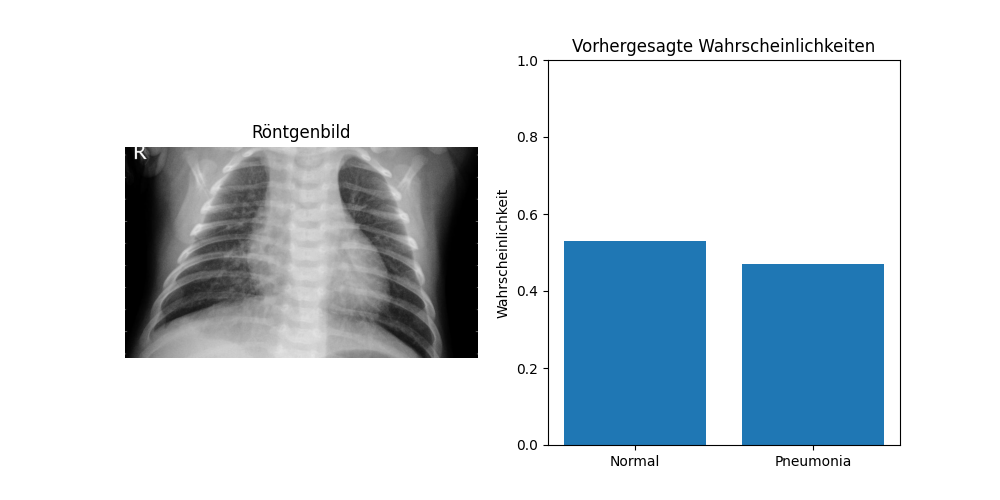 Röntgenbild
R
Vorhergesagte Wahrscheinlichkeiten
Wahrscheinlichkeit
1.0
0.8
0.6
0.4
0.2
0.0
Normal
Pneumonia